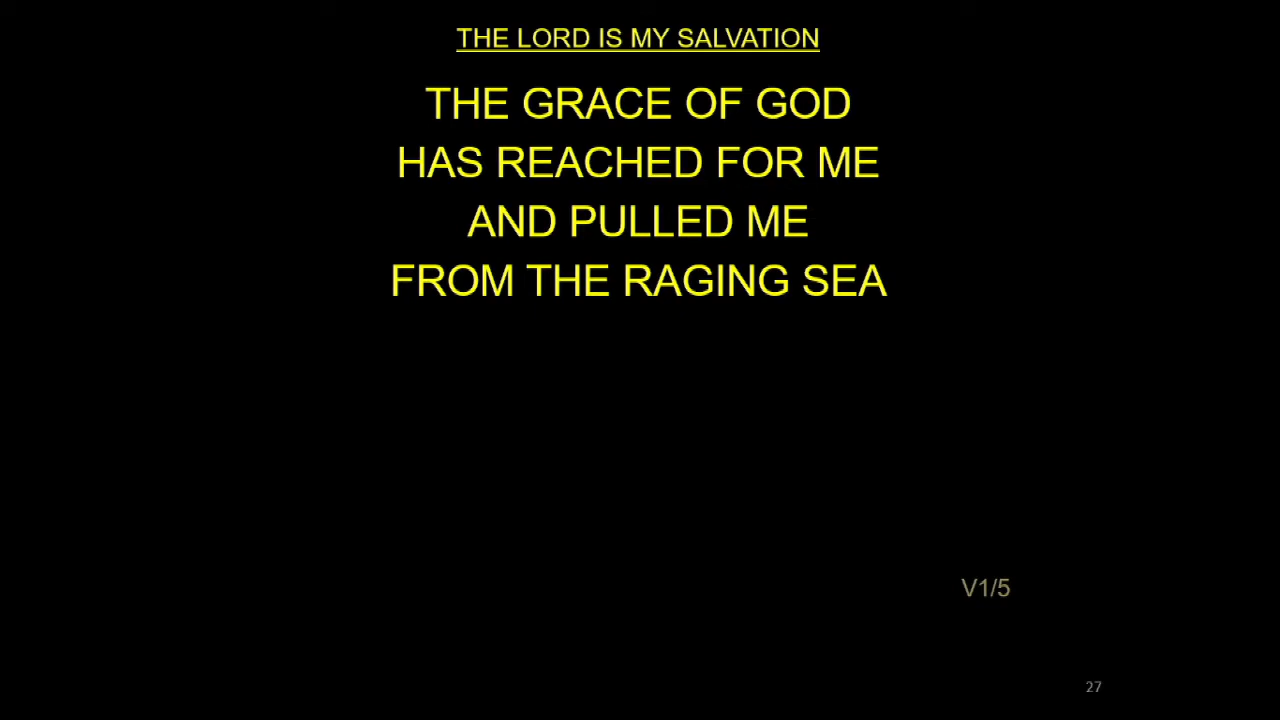 THE LORD IS MY SALVATION
THE GRACE OF GOD
HAS REACHED FOR ME
AND PULLED ME
FROM THE RAGING SEA
V1/5
27